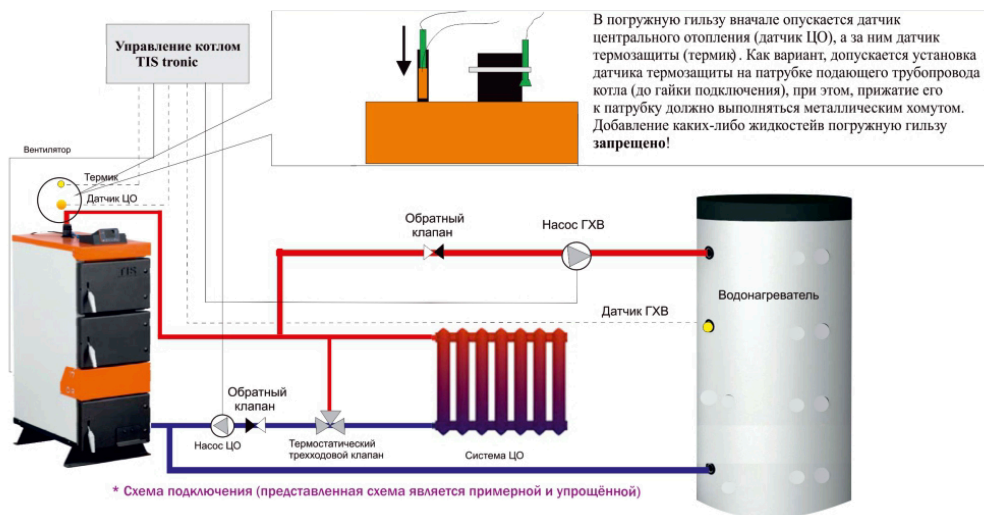 Управление котлом
TIS tronic
В погружную гильзу вначале опускается датчик
центрального отопления (датчик ЦО), а за ним датчик
термозащиты (термик). Как вариант, допускается установка
датчика термозащиты на патрубке подающего трубопровода
котла (до гайки подключения), при этом, прижатие его
к патрубку должно выполняться металлическим хомутом.
Добавление каких-либо жидкостейв погружную гильзу
запрещено!
Вентилятор
Термик
Датчик ЦО
TIS
Обратный
клапан
Насос ГХВ
Водонагреватель
Датчик ГХВ
Обратный
клапан
Насос ЦО
Термостатический
трехходовой клапан
Система ЦО
* Схема подключения (представленная схема является примерной и упрощённой)